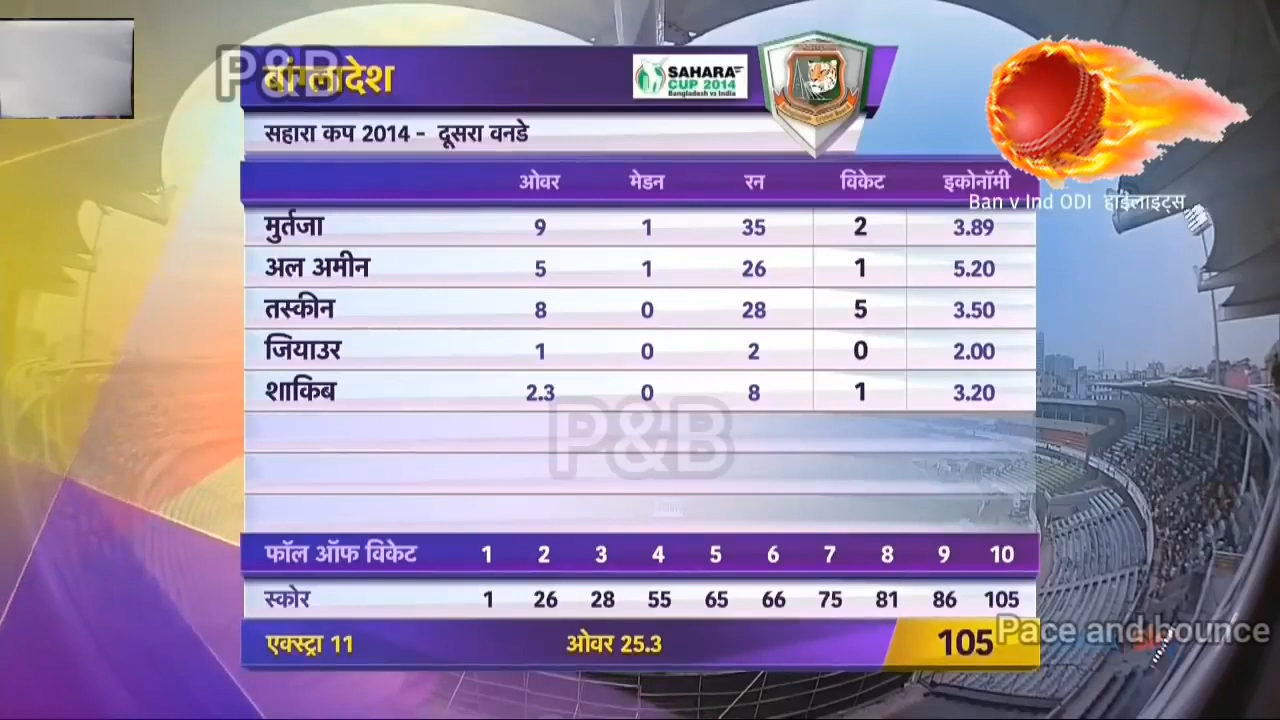 P&B
बांग्लादेश
SAHARA
CUP 2014
Bangladesh vs India
सहारा कप 2014 - दूसरा वनडे
ओवर मेडन रन विकेट इकोनॉमी
Ban v Ind ODI हाईलाइट्स
मुर्तजा 9 1 35 2 3.89
अल अमीन 5 1 26 1 5.20
तस्कीन 8 0 28 5 3.50
जियाउर 1 0 2 0 2.00
शाकिब 2.3 0 8 1 3.20
P&B
फॉल ऑफ विकेट 1 2 3 4 5 6 7 8 9 10
स्कोर 1 26 28 55 65 66 75 81 86 105
एक्स्ट्रा 11 ओवर 25.3 105
Pace and bounce